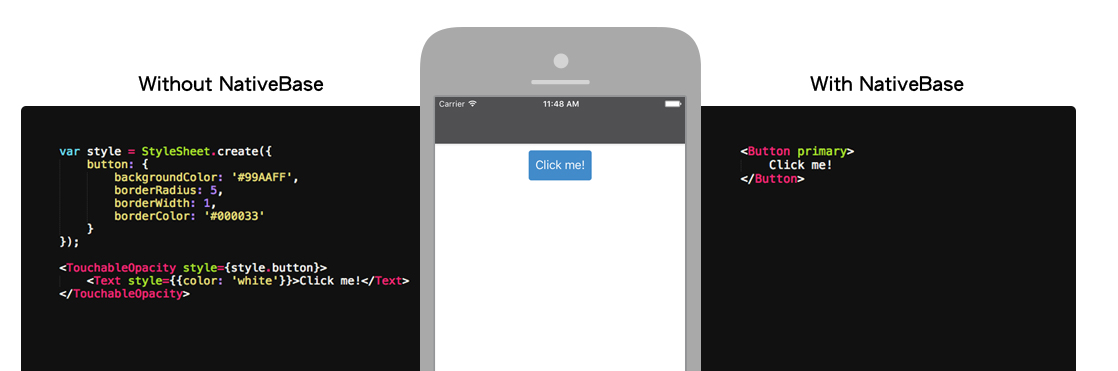 Without NativeBase
var style = StyleSheet.create({
    button: {
        backgroundColor: '#99AAFF',
        borderRadius: 5,
        borderWidth: 1,
        borderColor: '#000033'
    }
});
<TouchableOpacity style={style.button}>
    <Text style={{color: 'white'}}>Click me!</Text>
</TouchableOpacity>
Carrier 11:48 AM
Click me!
With NativeBase
<Button primary>
    Click me!
</Button>